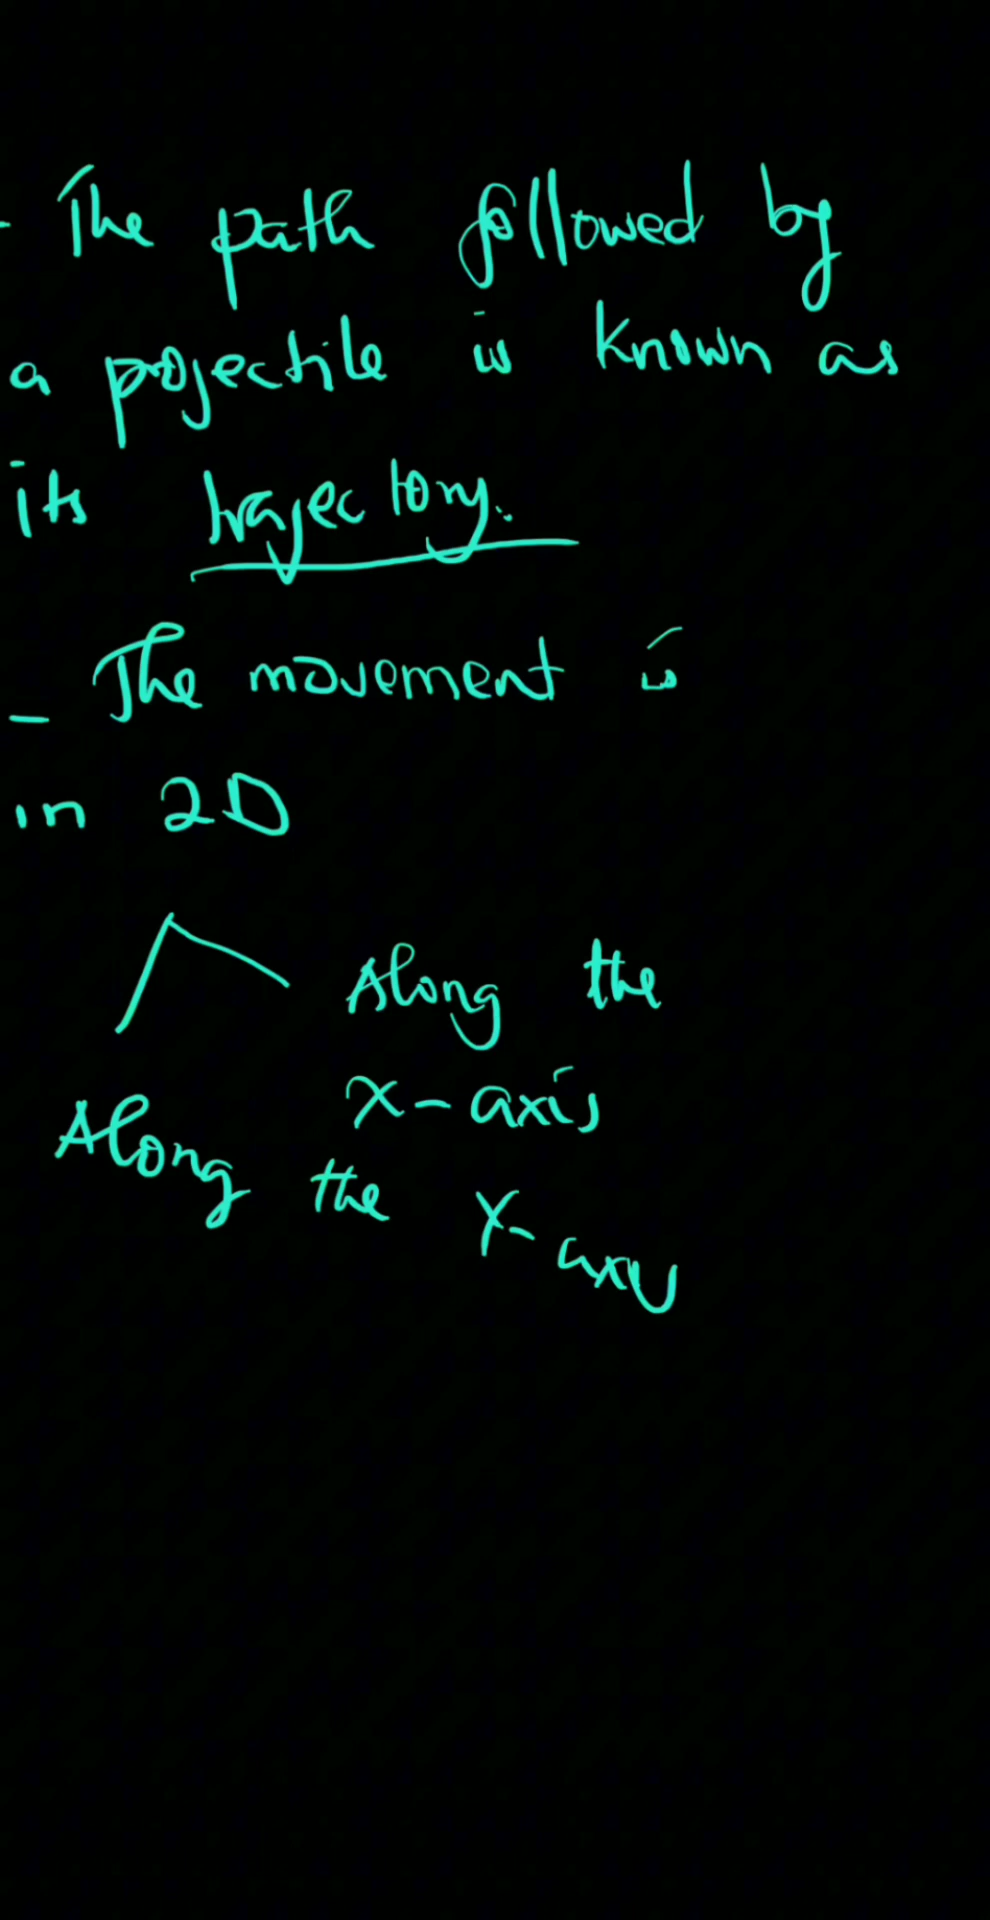 - The path followed by
a projectile is known as
its trajectory.
- The movement is
in 2D
Along the
x-axis
Along the Y-axis